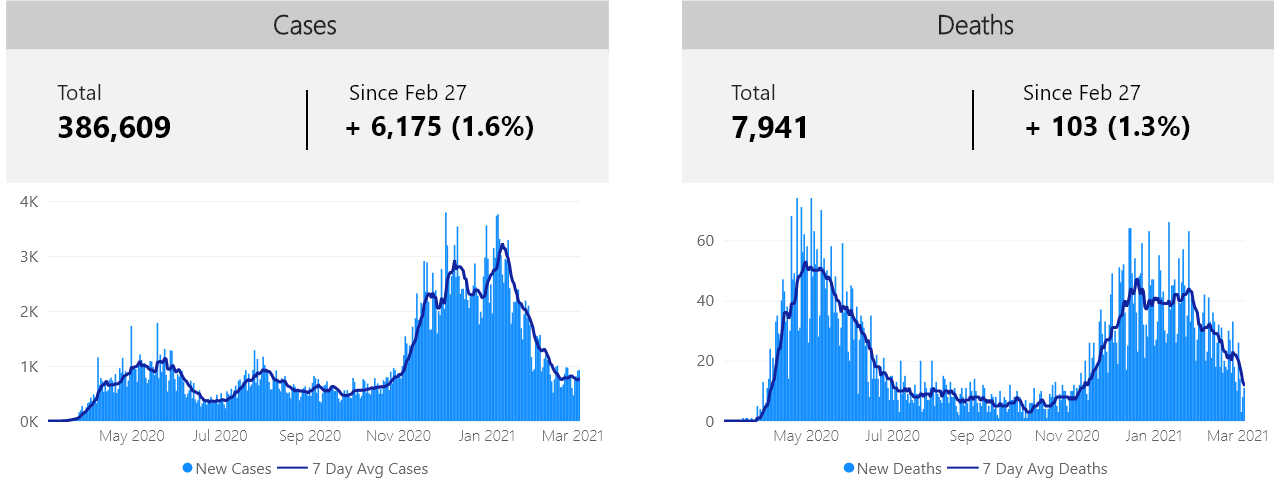 Cases
Total
386,609
Since Feb 27
+ 6,175 (1.6%)
4K
3K
2K
1K
0K
May 2020 Jul 2020 Sep 2020 Nov 2020 Jan 2021 Mar 2021
New Cases 7 Day Avg Cases
Deaths
Total
7,941
Since Feb 27
+ 103 (1.3%)
60
40
20
0
May 2020 Jul 2020 Sep 2020 Nov 2020 Jan 2021 Mar 2021
New Deaths 7 Day Avg Deaths